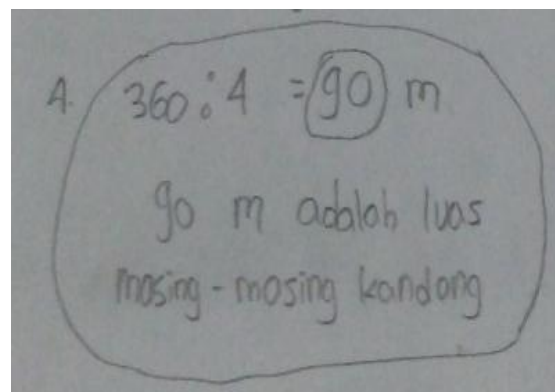 A. 360 : 4 = 90 m
90 m adalah luas
masing - masing kandang